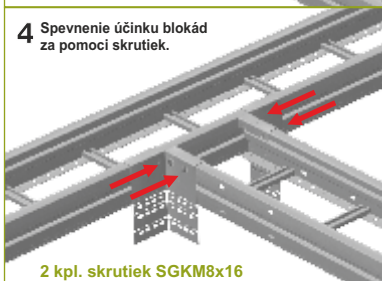 4 Spevnenie účinku blokád
za pomoci skrutiek.
2 kpl. skrutiek SGKM8x16